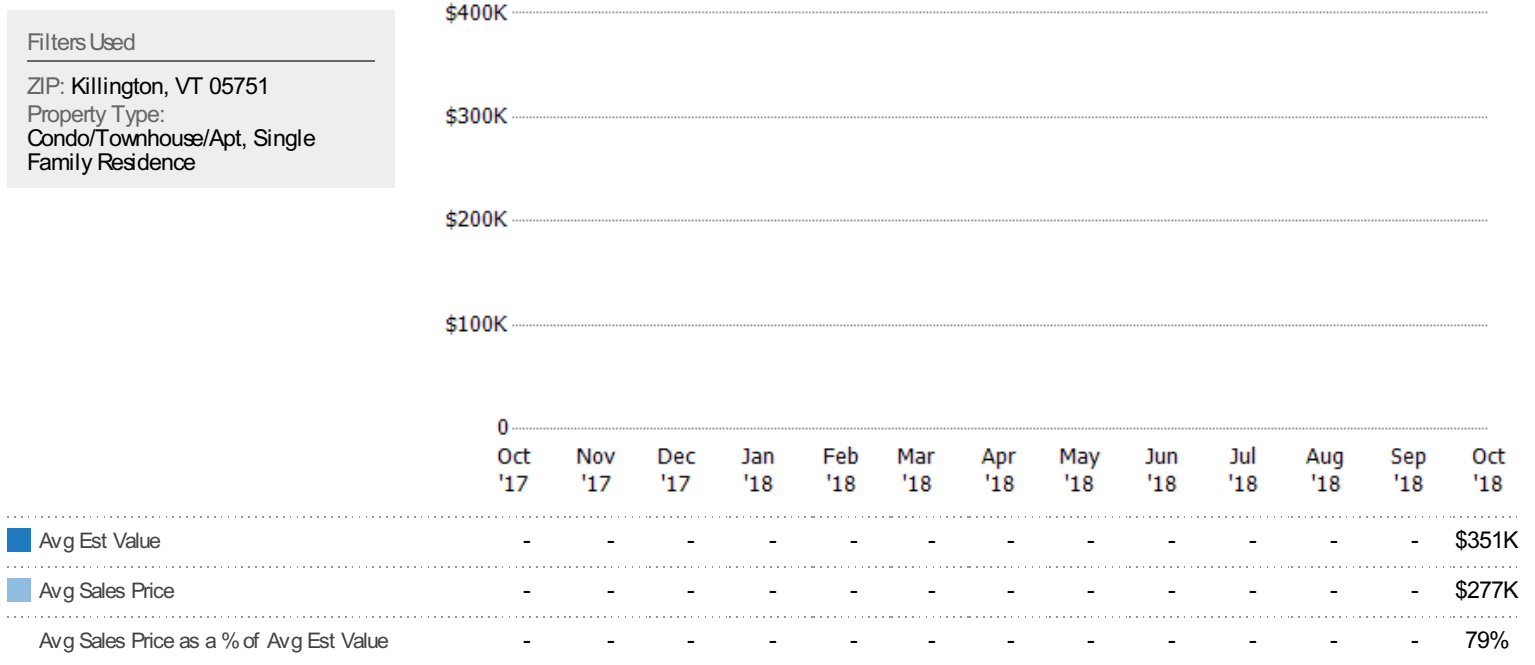 Filters Used
ZIP: Killington, VT 05751
Property Type:
Condo/Townhouse/Apt, Single
Family Residence
$400K
$300K
$200K
$100K
0
Oct Nov Dec Jan Feb Mar Apr May Jun Jul Aug Sep Oct
'17 '17 '17 '18 '18 '18 '18 '18 '18 '18 '18 '18 '18
Avg Est Value - - - - - - - - - - - - $351K
Avg Sales Price - - - - - - - - - - - - $277K
Avg Sales Price as a % of Avg Est Value - - - - - - - - - - - - 79%